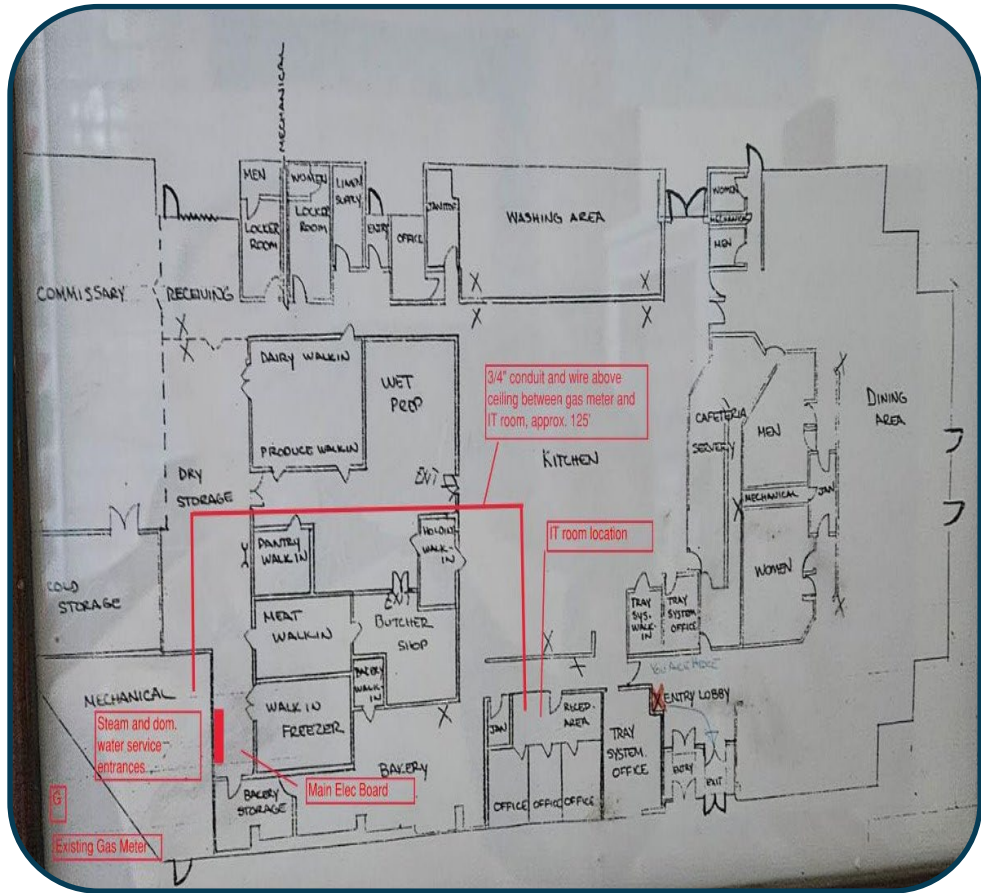 MECHANICAL
MEN
WOMEN
LINEN
SUPPLY
LOCKER
ROOM
LOCKER
ROOM
ENTRY
OFFICE
JANITOR
WASHING AREA
WOMEN
MECHANICAL
MEN
COMMISSARY
RECEIVING
DAIRY WALKIN
WET
PREP
PRODUCE WALKIN
3/4" conduit and wire above
ceiling between gas meter and
IT room, approx. 125'
CAFETERIA
SERVERY
MEN
DINING
AREA
KITCHEN
DRY
STORAGE
EXIT
MECHANICAL
JAN
PANTRY
WALKIN
HOLDING
WALK-
IN
IT room location
WOMEN
COLD
STORAGE
MEAT
WALKIN
EXIT
BUTCHER
SHOP
TRAY
SYS.
WALK-
IN
TRAY
SYSTEM
OFFICE
YOU ARE HERE
MECHANICAL
BAKERY
WALK-
IN
X ENTRY LOBBY
Steam and dom.
water service
entrances
WALK IN
FREEZER
JAN
AREA
TRAY
SYSTEM
OFFICE
BAKERY
Main Elec Board
BAKERY
STORAGE
OFFICE
OFFICE
OFFICE
ENTRY
EXIT
G
Existing Gas Meter